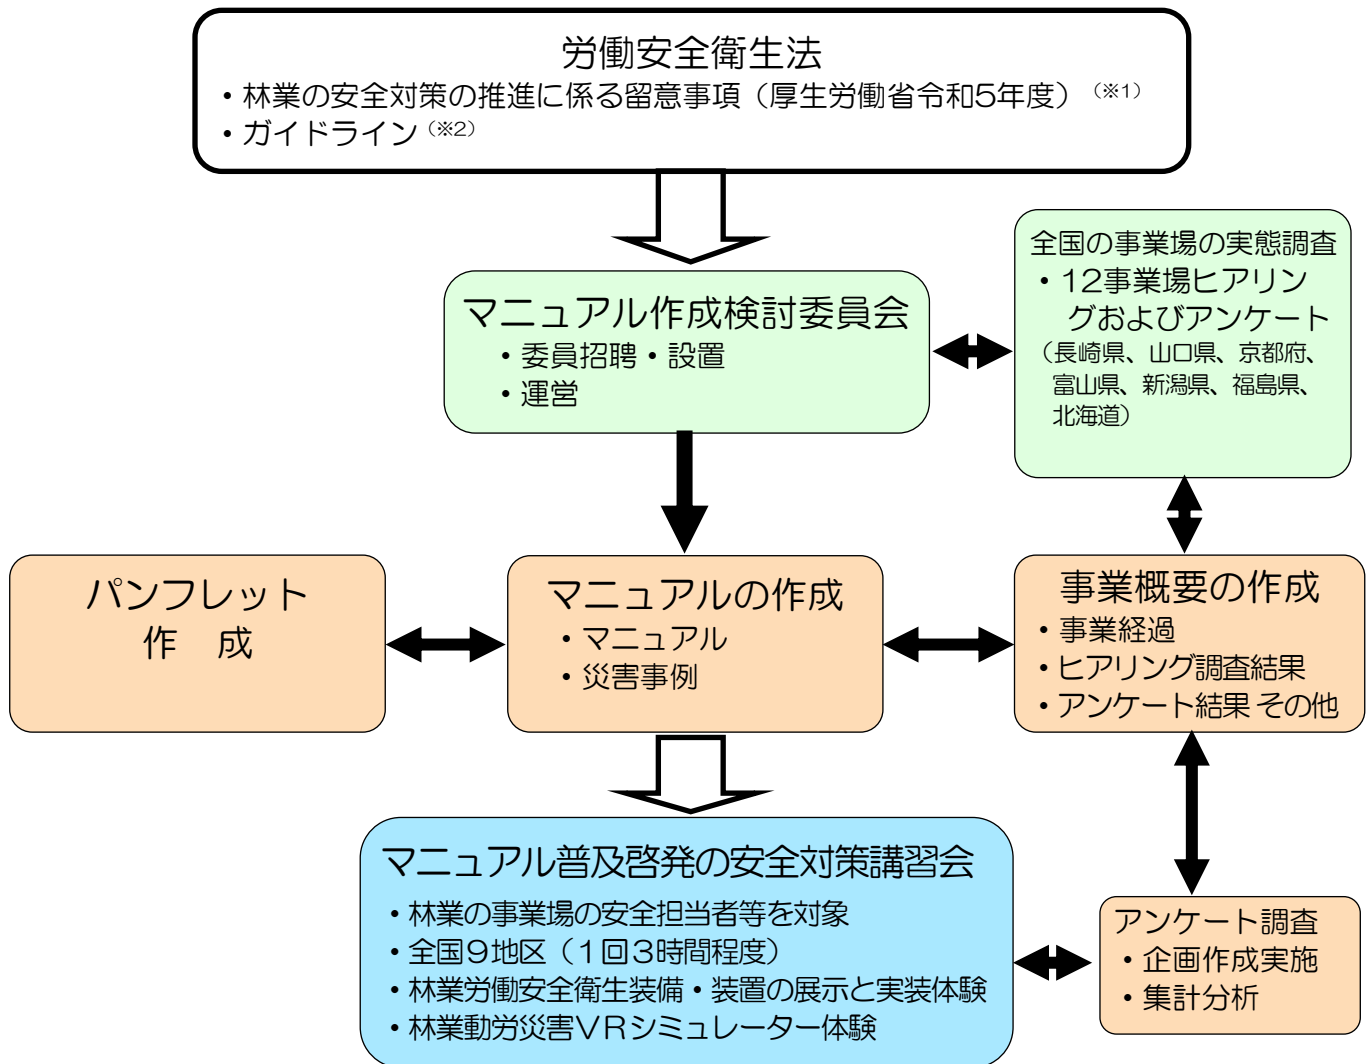 労働安全衛生法
・林業の安全対策の推進に係る留意事項（厚生労働省令和5年度）（※1）
・ガイドライン（※2）
マニュアル作成検討委員会
・委員招聘・設置
・運営
全国の事業場の実態調査
・12事業場ヒアリン
グおよびアンケート
（長崎県、山口県、京都府、
富山県、新潟県、福島県、
北海道）
パンフレット
作　成
マニュアルの作成
・マニュアル
・災害事例
事業概要の作成
・事業経過
・ヒアリング調査結果
・アンケート結果 その他
マニュアル普及啓発の安全対策講習会
・林業の事業場の安全担当者等を対象
・全国９地区（１回３時間程度）
・林業労働安全衛生装備・装置の展示と実装体験
・林業動労災害ＶＲシミュレーター体験
アンケート調査
・企画作成実施
・集計分析